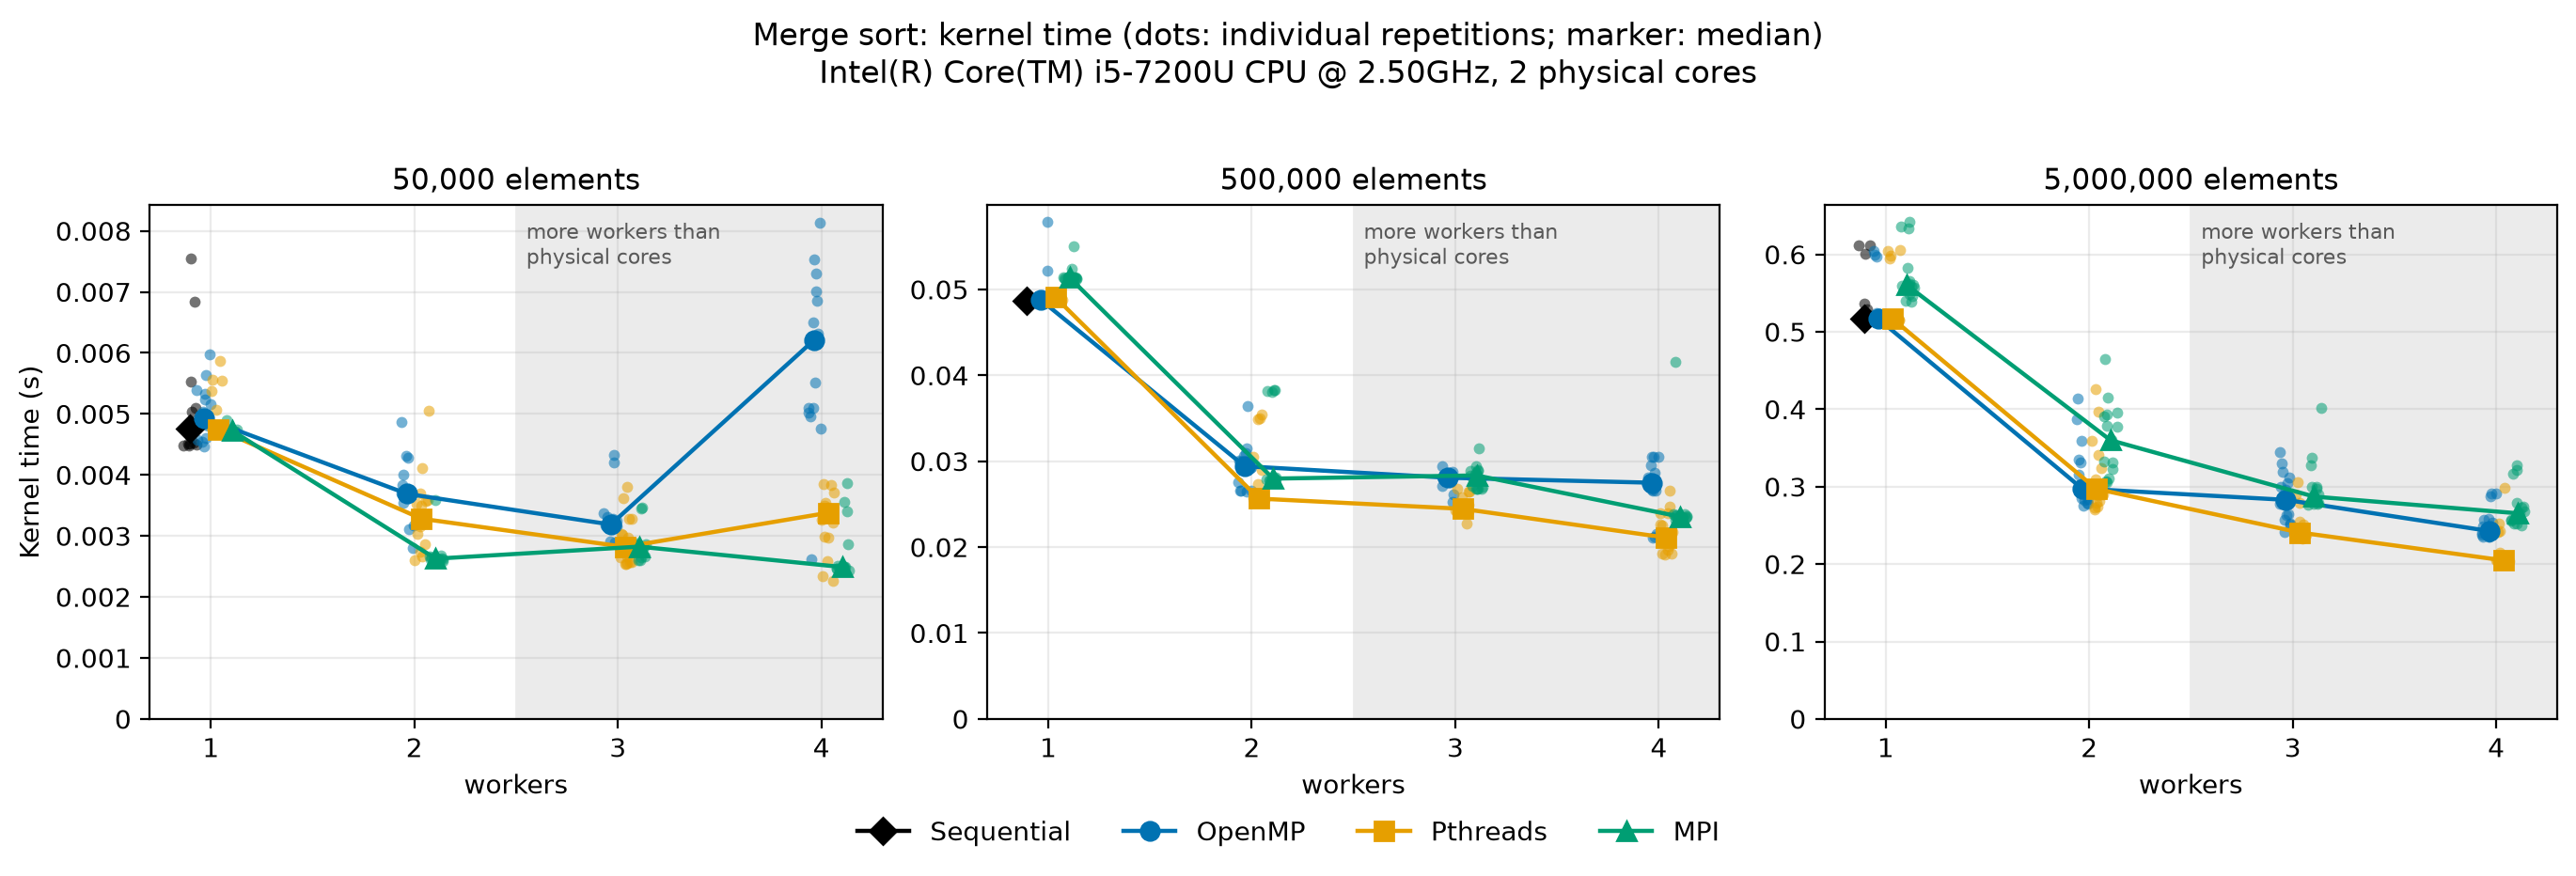 Merge sort: kernel time (dots: individual repetitions; marker: median)
Intel(R) Core(TM) i5-7200U CPU @ 2.50GHz, 2 physical cores
50,000 elements
Kernel time (s)
0.008
0.007
0.006
0.005
0.004
0.003
0.002
0.001
0
more workers than
physical cores
1 2 3 4
workers
500,000 elements
0.05
0.04
0.03
0.02
0.01
0
more workers than
physical cores
1 2 3 4
workers
5,000,000 elements
0.6
0.5
0.4
0.3
0.2
0.1
0
more workers than
physical cores
1 2 3 4
workers
Sequential OpenMP Pthreads MPI